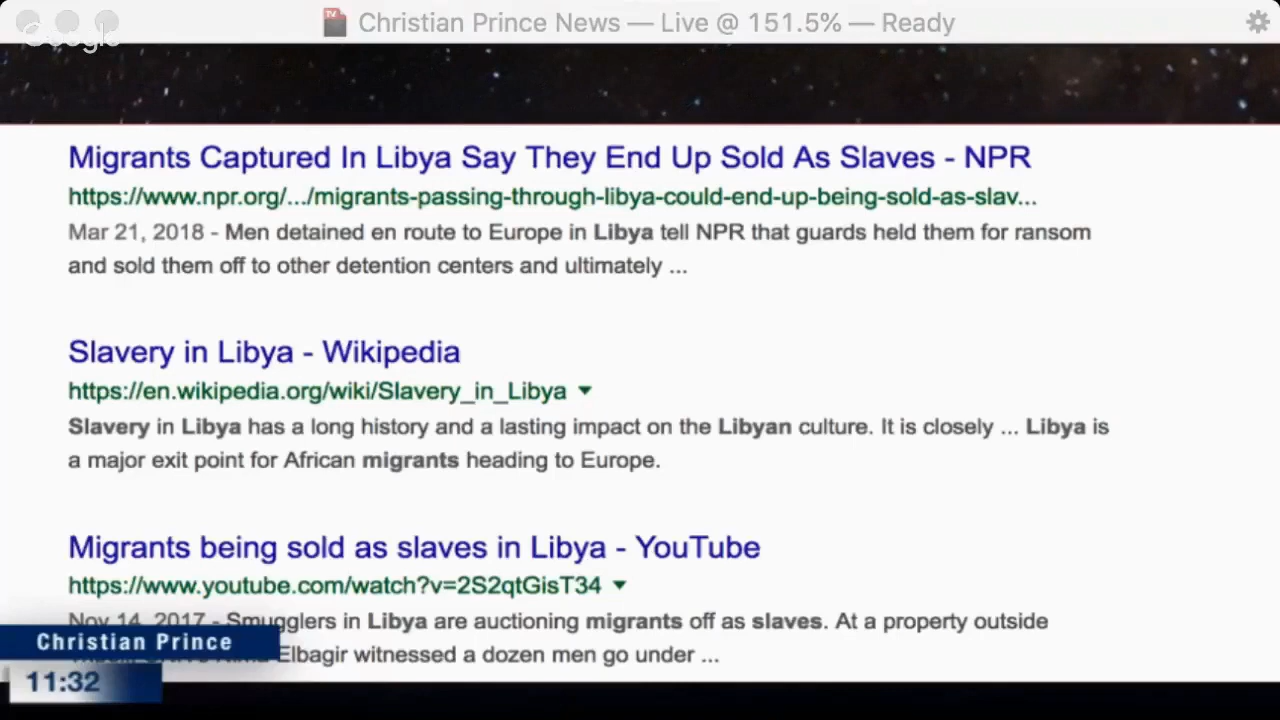 Christian Prince News — Live @ 151.5% — Ready
Google
Migrants Captured In Libya Say They End Up Sold As Slaves - NPR
https://www.npr.org/.../migrants-passing-through-libya-could-end-up-being-sold-as-slav...
Mar 21, 2018 - Men detained en route to Europe in Libya tell NPR that guards held them for ransom
and sold them off to other detention centers and ultimately ...
Slavery in Libya - Wikipedia
https://en.wikipedia.org/wiki/Slavery_in_Libya
Slavery in Libya has a long history and a lasting impact on the Libyan culture. It is closely ... Libya is
a major exit point for African migrants heading to Europe.
Migrants being sold as slaves in Libya - YouTube
https://www.youtube.com/watch?v=2S2qtGisT34
Nov 14, 2017 - Smugglers in Libya are auctioning migrants off as slaves. At a property outside
Elbagir witnessed a dozen men go under ...
Christian Prince
11:32